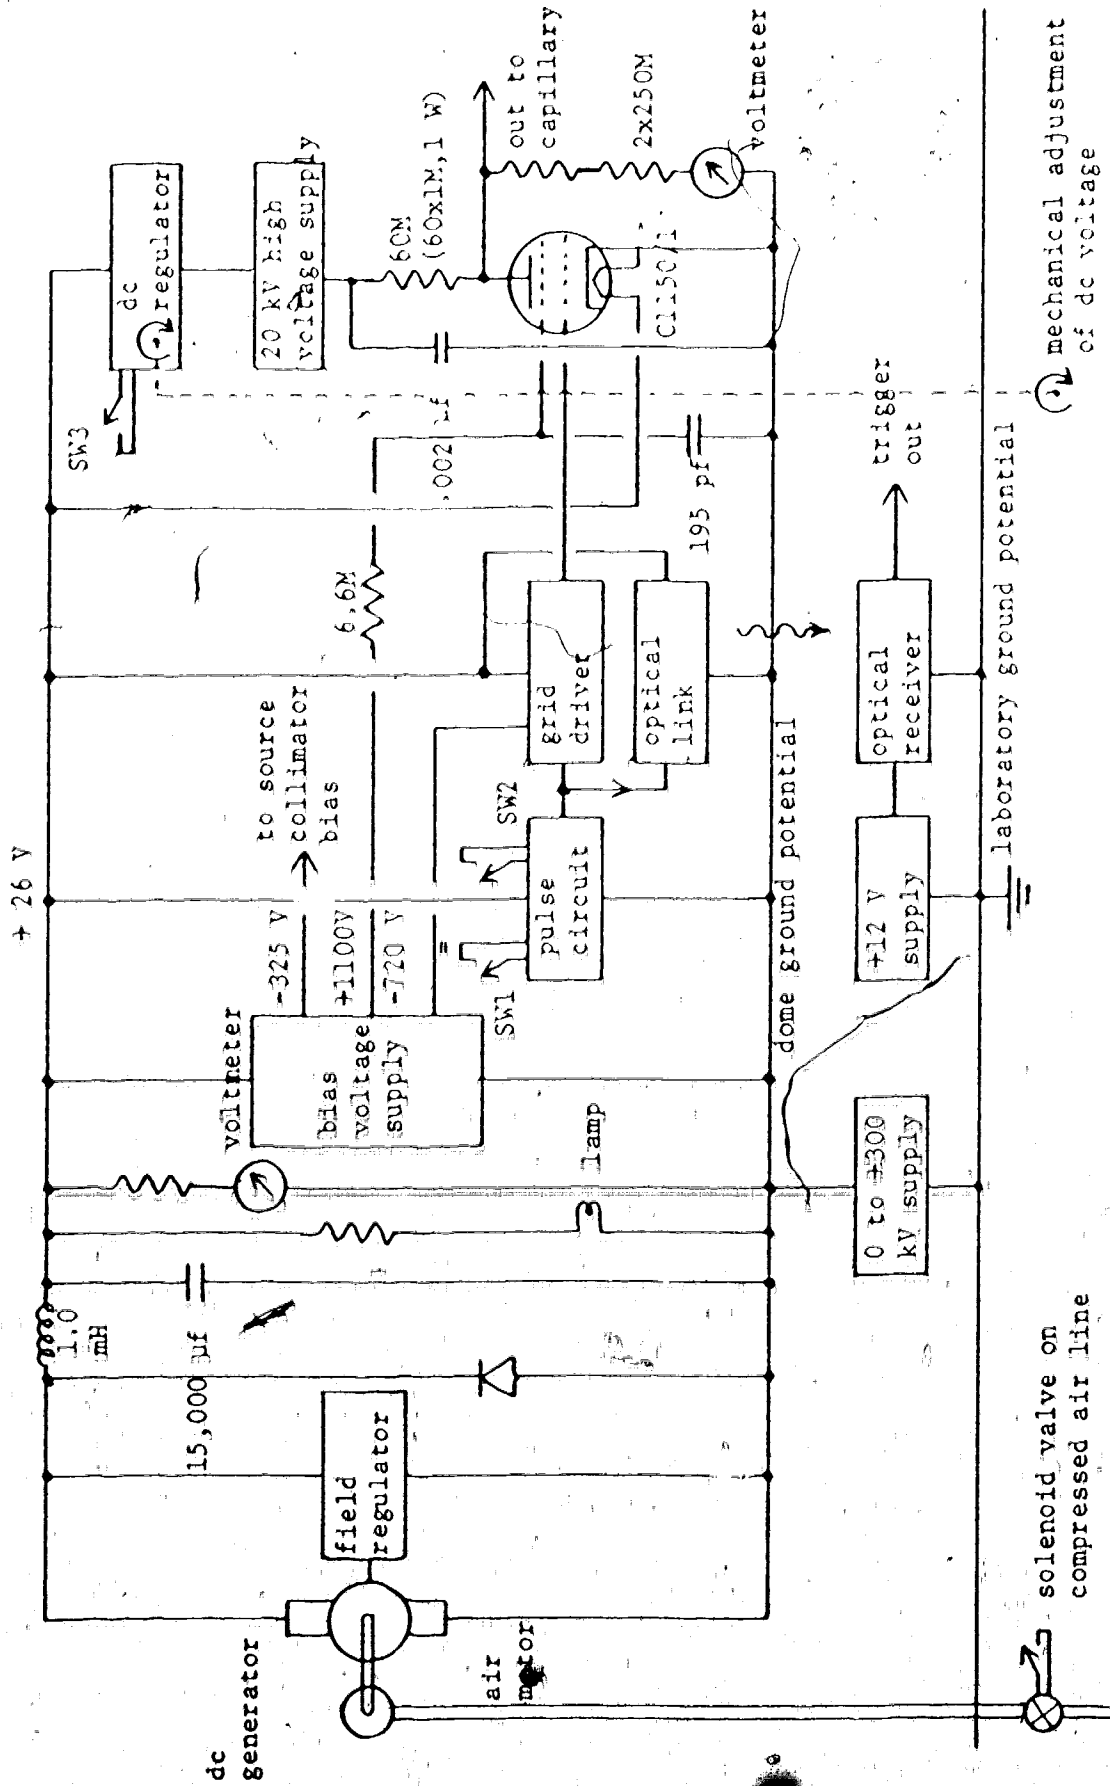 + 26 V
dc
generator
air
motor
field
regulator
15,000 µf
1.0
mH
lamp
voltmeter
bias
voltage
supply
-325 V
+1100V
-720 V
to source
collimator
bias
SW1
SW2
pulse
circuit
grid
driver
optical
link
6.6M
195 pf
.002 µf
SW3
dc
regulator
20 kV high
voltage supply
60M
(60x1M,1 W)
out to
capillary
2x250M
voltmeter
C1150/1
dome ground potential
0 to +300
kV supply
+12 V
supply
optical
receiver
trigger
out
laboratory ground potential
mechanical adjustment
of dc voltage
solenoid valve on
compressed air line